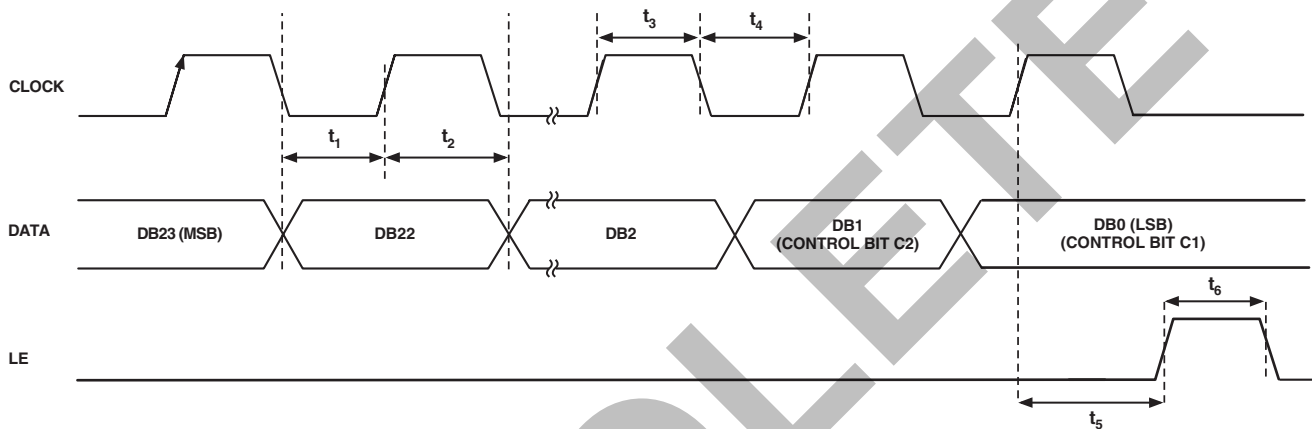 t3
t4
CLOCK
t1
t2
DATA
DB23 (MSB)
DB22
DB2
DB1
(CONTROL BIT C2)
DB0 (LSB)
(CONTROL BIT C1)
t6
LE
t5